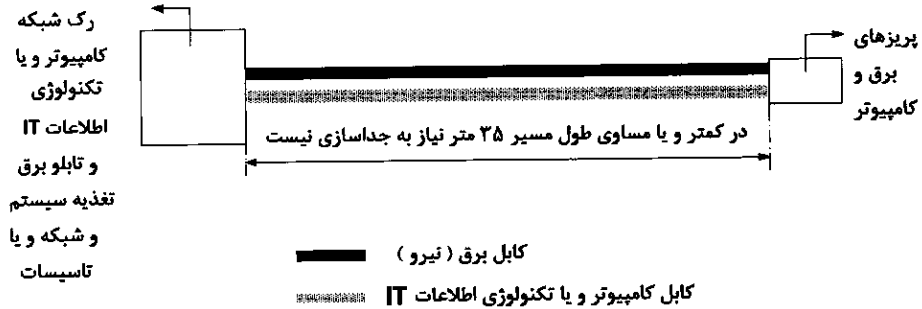 پریزهای
برق و
کامپیوتر
رک شبکه
کامپیوتر و یا
تکنولوژی
اطلاعات IT
و تابلو برق
تغذیه سیستم
و شبکه و یا
تاسیسات
در کمتر و یا مساوی طول مسیر ۳۵ متر نیاز به جداسازی نیست
کابل برق ( نیرو )
کابل کامپیوتر و یا تکنولوژی اطلاعات IT